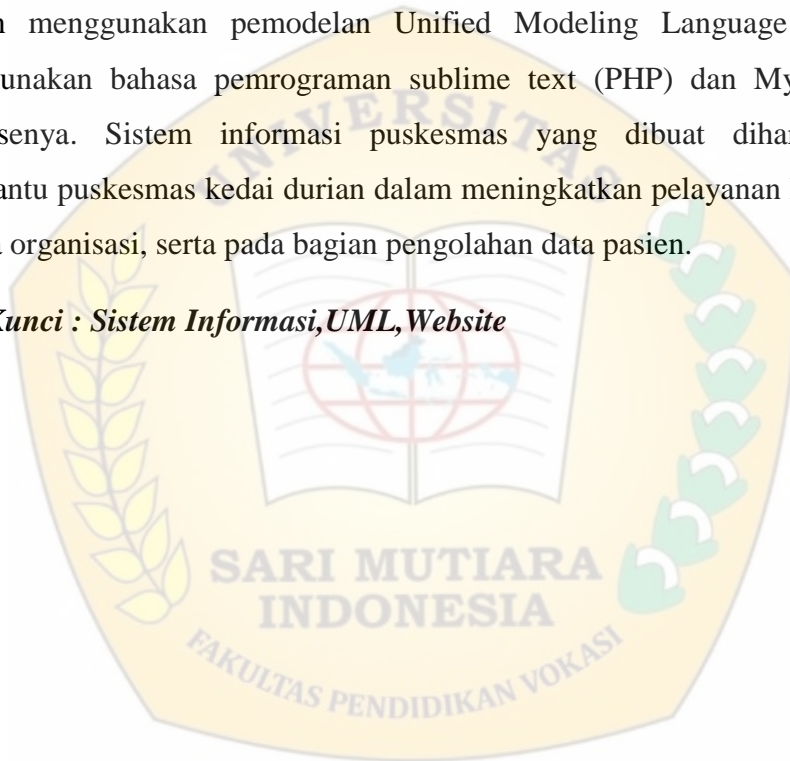 n menggunakan pemodelan Unified Modeling Language
unakan bahasa pemrograman sublime text (PHP) dan My
senya. Sistem informasi puskesmas yang dibuat dihar
antu puskesmas kedai durian dalam meningkatkan pelayanan
a organisasi, serta pada bagian pengolahan data pasien.
Kunci : Sistem Informasi,UML,Website
UNIVERSITAS
SARI MUTIARA
INDONESIA
FAKULTAS PENDIDIKAN VOKASI